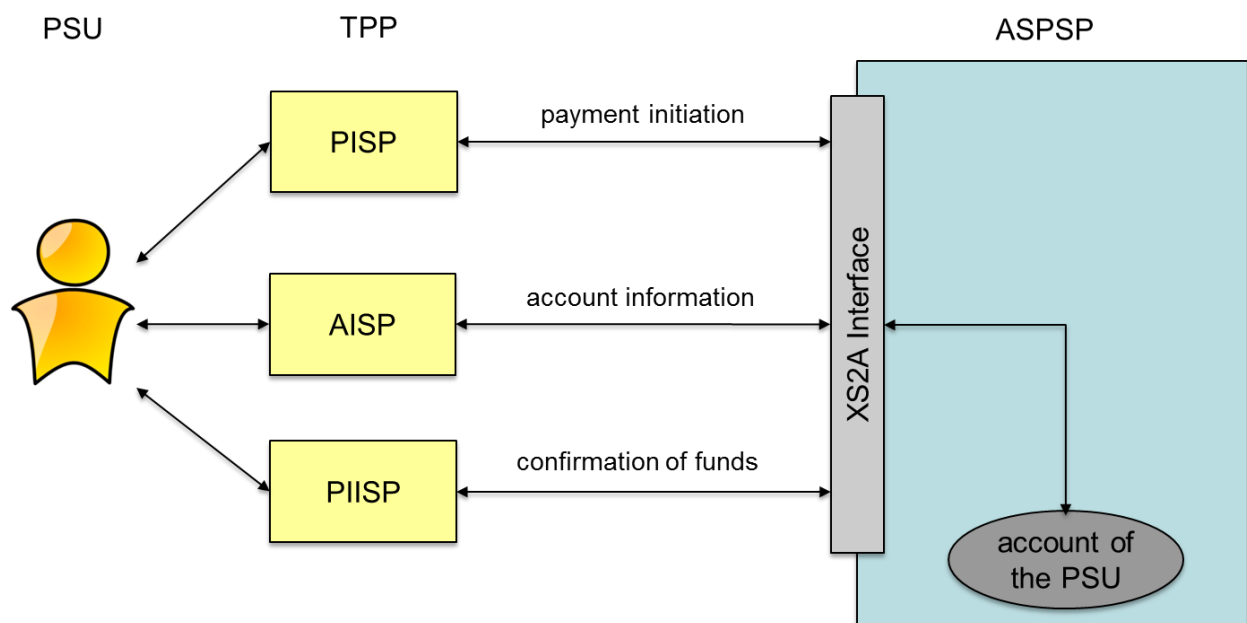 PSU
TPP
ASPSP
PISP
payment initiation
AISP
account information
XS2A Interface
PIISP
confirmation of funds
account of
the PSU